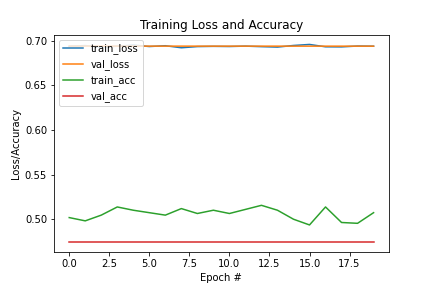 Training Loss and Accuracy
0.70
0.65
0.60
0.55
0.50
Loss/Accuracy
train_loss
val_loss
train_acc
val_acc
0.0 2.5 5.0 7.5 10.0 12.5 15.0 17.5
Epoch #